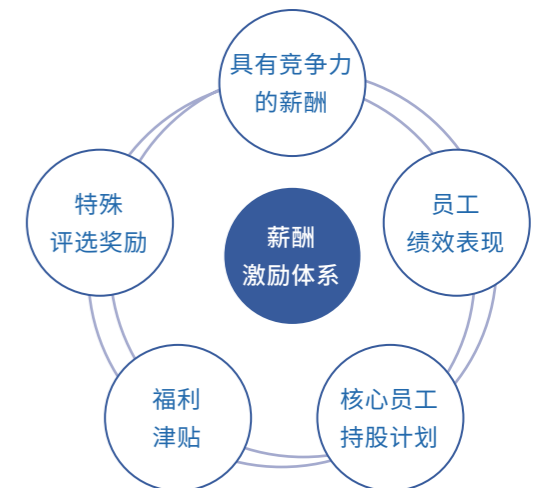 具有竞争力
的薪酬
特殊
评选奖励
员工
绩效表现
薪酬
激励体系
福利
津贴
核心员工
持股计划